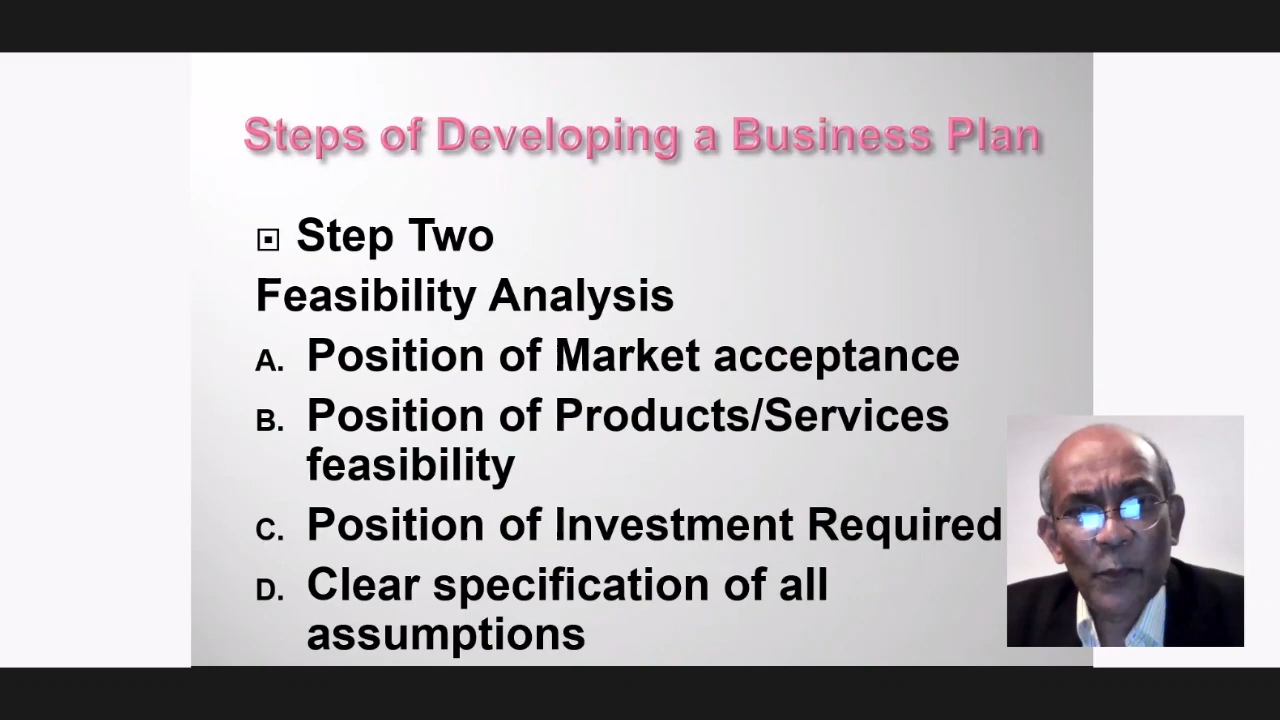 Steps of Developing a Business Plan
Step Two
Feasibility Analysis
A. Position of Market acceptance
B. Position of Products/Services
feasibility
C. Position of Investment Required
D. Clear specification of all
assumptions